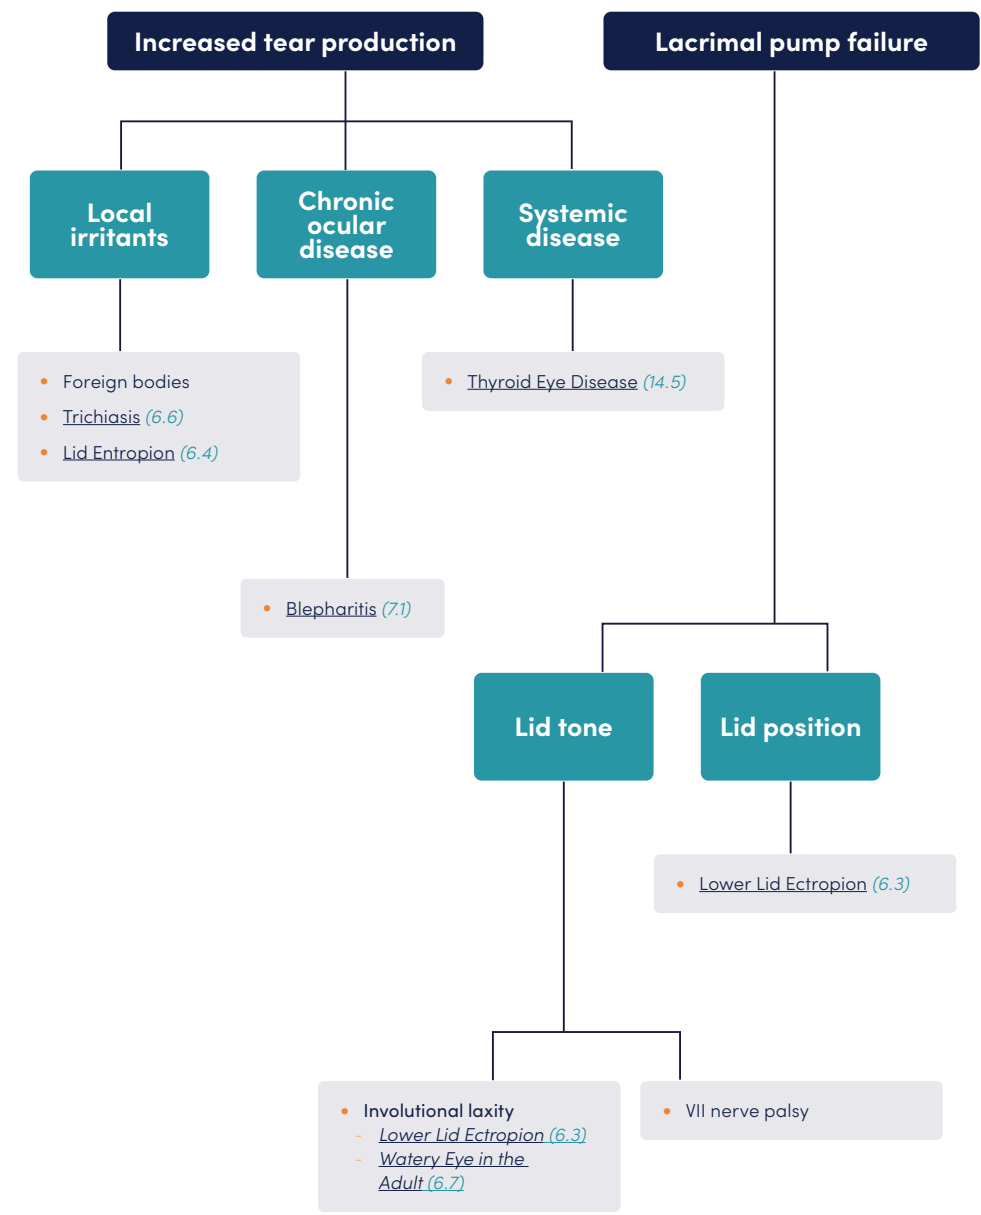 Increased tear production
Lacrimal pump failure
Local
irritants
Chronic
ocular
disease
Systemic
disease
• Foreign bodies
• Trichiasis (6.6)
• Lid Entropion (6.4)
• Thyroid Eye Disease (14.5)
• Blepharitis (7.1)
Lid tone
Lid position
• Lower Lid Ectropion (6.3)
• Involutional laxity
- Lower Lid Ectropion (6.3)
- Watery Eye in the
Adult (6.7)
• VII nerve palsy